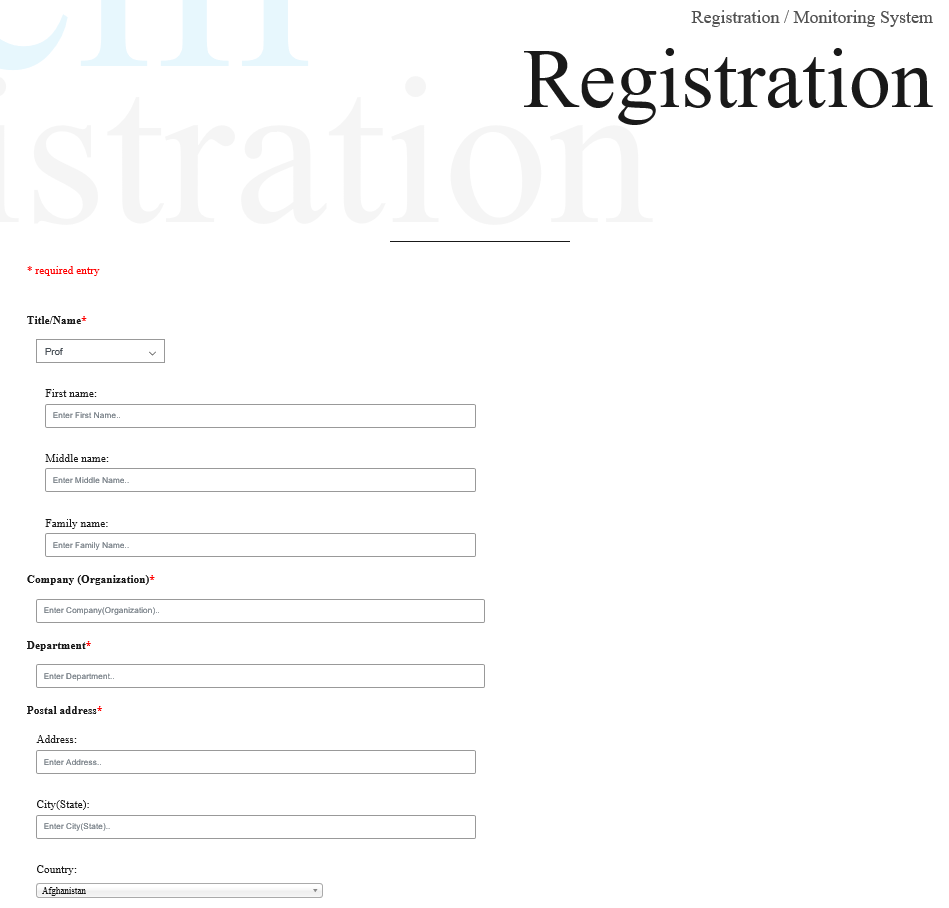 Registration / Monitoring System
Registration
istration
* required entry
Title/Name*
Prof
First name:
Enter First Name..
Middle name:
Enter Middle Name..
Family name:
Enter Family Name..
Company (Organization)*
Enter Company(Organization)..
Department*
Enter Department..
Postal address*
Address:
Enter Address..
City(State):
Enter City(State)..
Country:
Afghanistan